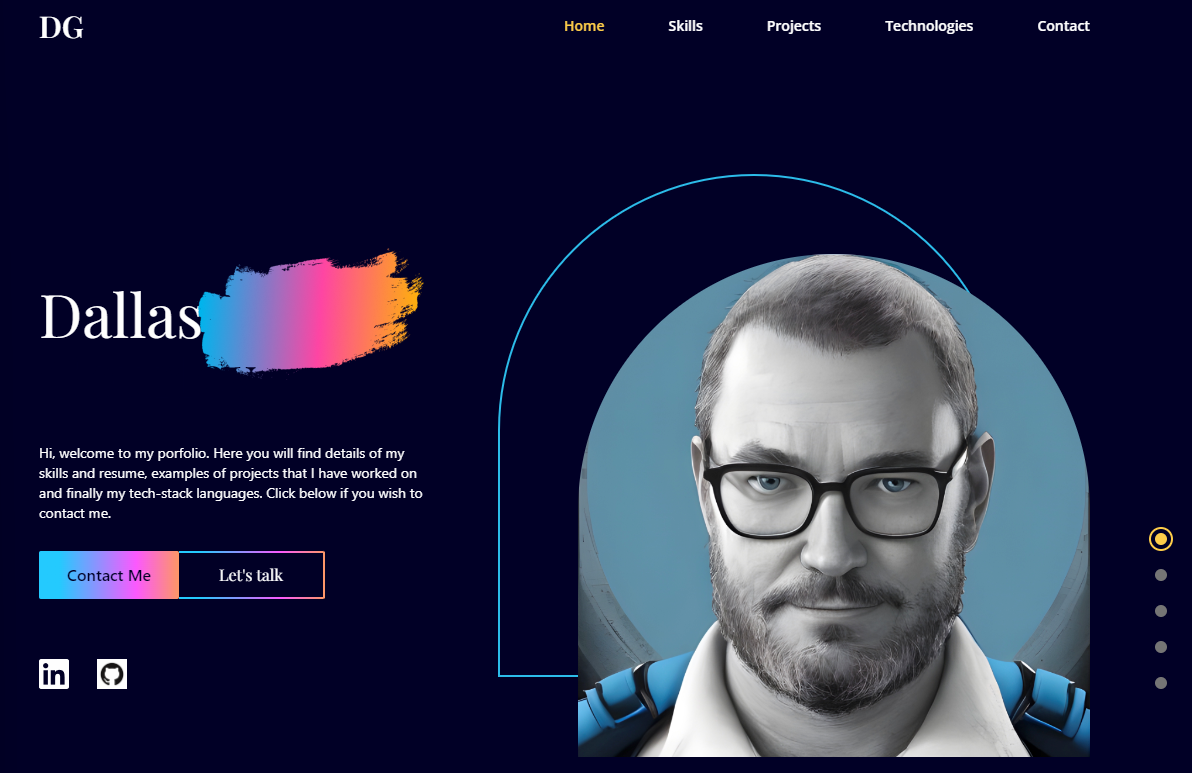 DG
Home Skills Projects Technologies Contact
Dallas
Hi, welcome to my porfolio. Here you will find details of my
skills and resume, examples of projects that I have worked on
and finally my tech-stack languages. Click below if you wish to
contact me.
Contact Me Let's talk
in